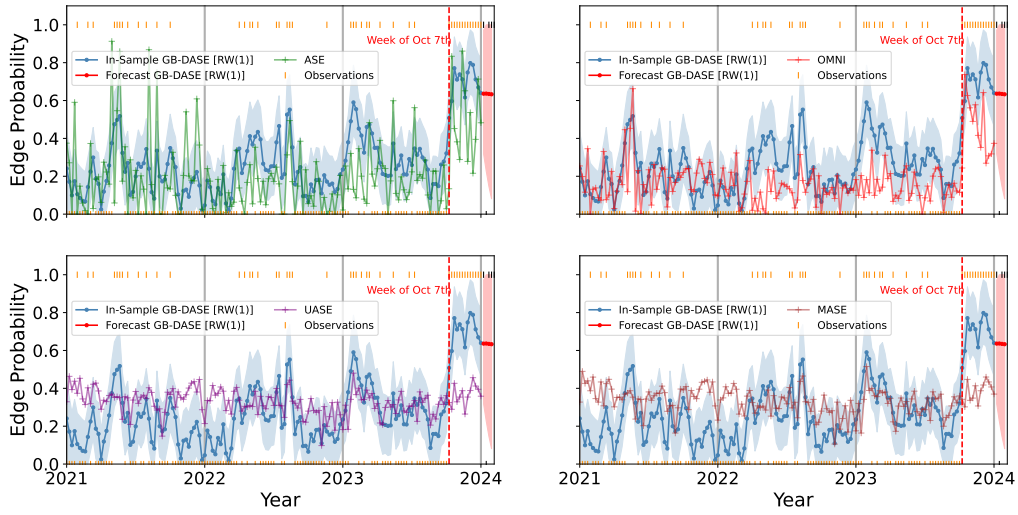 1.0
0.8
0.6
0.4
0.2
0.0
Edge Probability
Week of Oct 7th
In-Sample GB-DASE [RW(1)]
Forecast GB-DASE [RW(1)]
ASE
Observations
Week of Oct 7th
In-Sample GB-DASE [RW(1)]
Forecast GB-DASE [RW(1)]
OMNI
Observations
1.0
0.8
0.6
0.4
0.2
0.0
Edge Probability
Week of Oct 7th
In-Sample GB-DASE [RW(1)]
Forecast GB-DASE [RW(1)]
UASE
Observations
2021
2022
2023
2024
Year
Week of Oct 7th
In-Sample GB-DASE [RW(1)]
Forecast GB-DASE [RW(1)]
MASE
Observations
2021
2022
2023
2024
Year